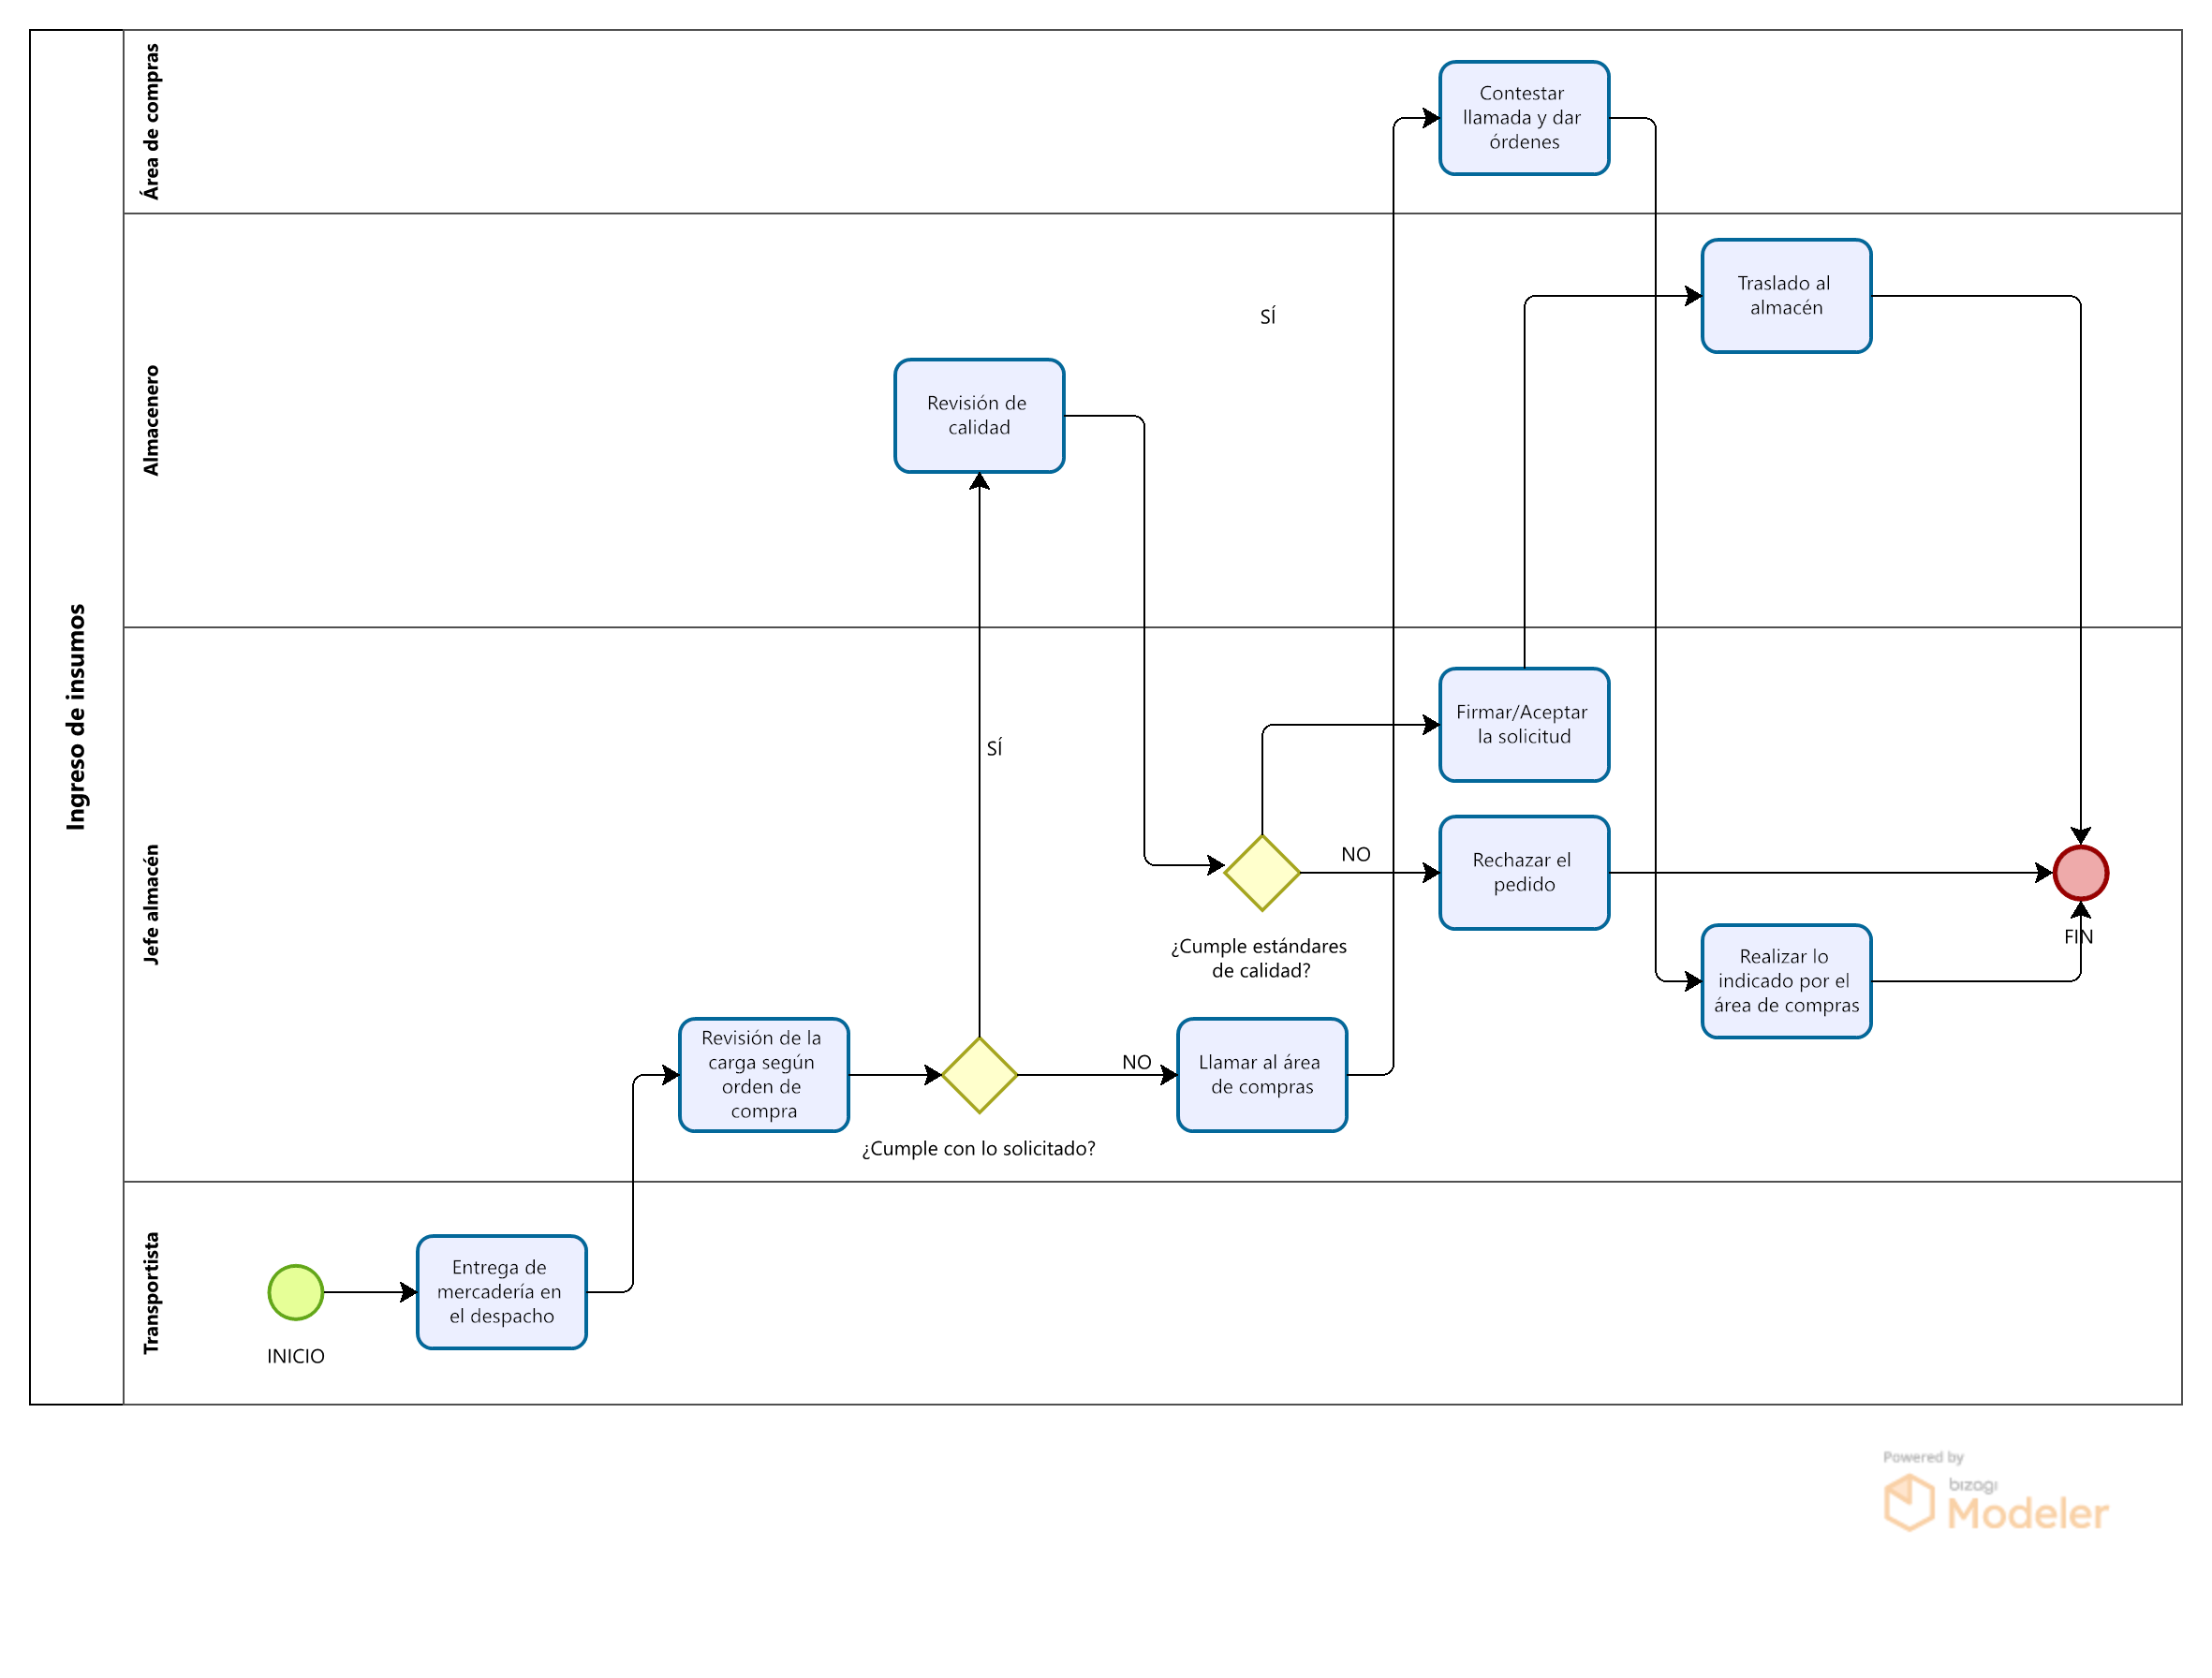 Ingreso de insumos
Área de compras
Contestar
llamada y dar
órdenes
Almacenero
Traslado al
almacén
SÍ
Revisión de
calidad
Jefe almacén
Firmar/Aceptar
la solicitud
SÍ
NO
Rechazar el
pedido
¿Cumple estándares
de calidad?
FIN
Realizar lo
indicado por el
área de compras
Revisión de la
carga según
orden de
compra
NO
Llamar al área
de compras
¿Cumple con lo solicitado?
Transportista
Entrega de
mercadería en
el despacho
INICIO
Powered by
bizagi
Modeler